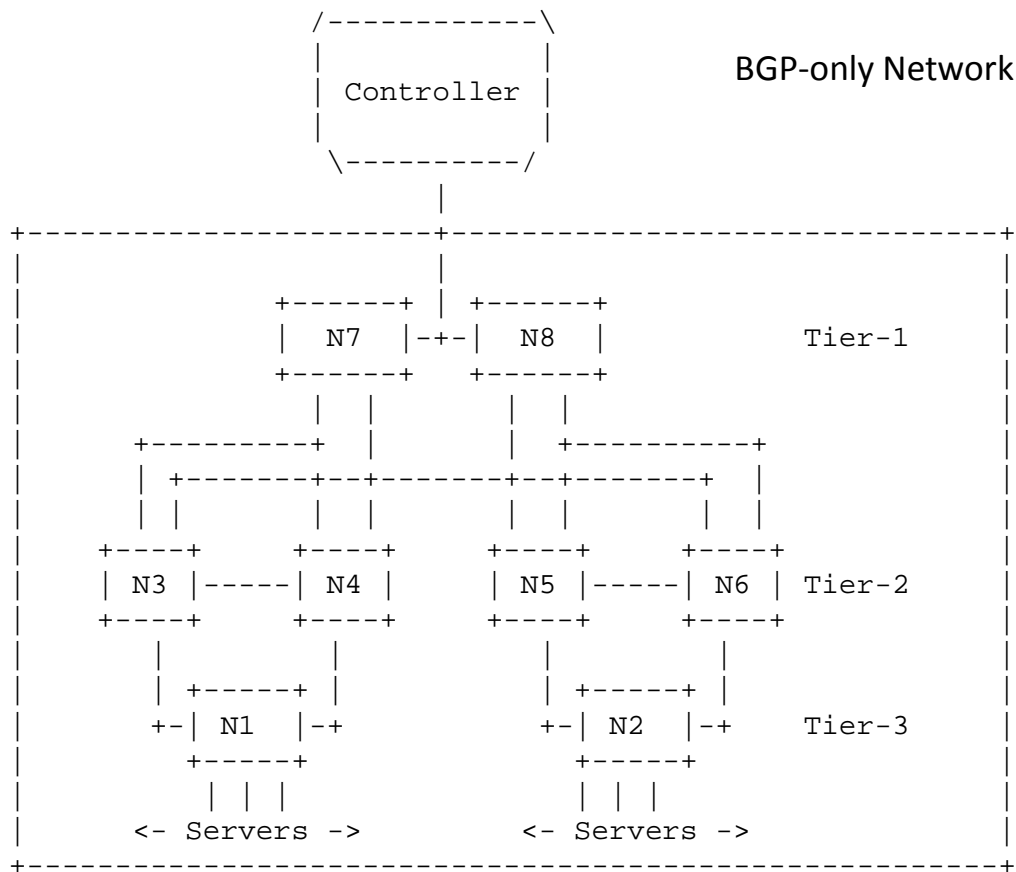 BGP-only Network
Controller
N7 N8 Tier-1
N3 N4 N5 N6 Tier-2
N1 N2 Tier-3
<- Servers -> <- Servers ->